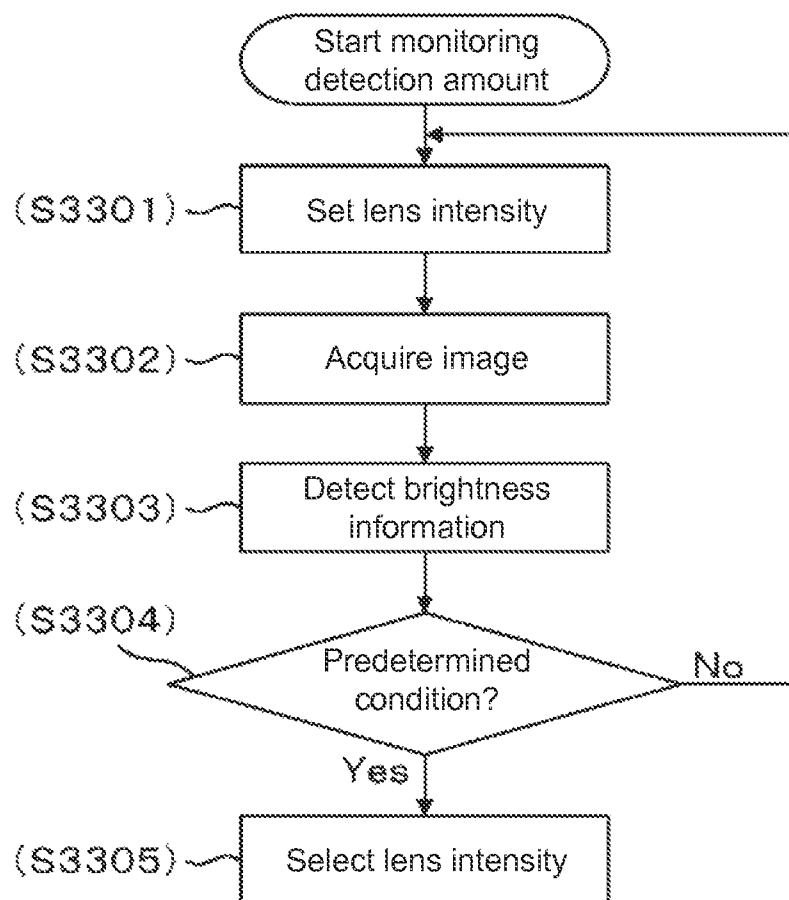 Start monitoring
detection amount
(S3301)
Set lens intensity
(S3302)
Acquire image
(S3303)
Detect brightness
information
(S3304)
Predetermined
condition?
No
Yes
(S3305)
Select lens intensity